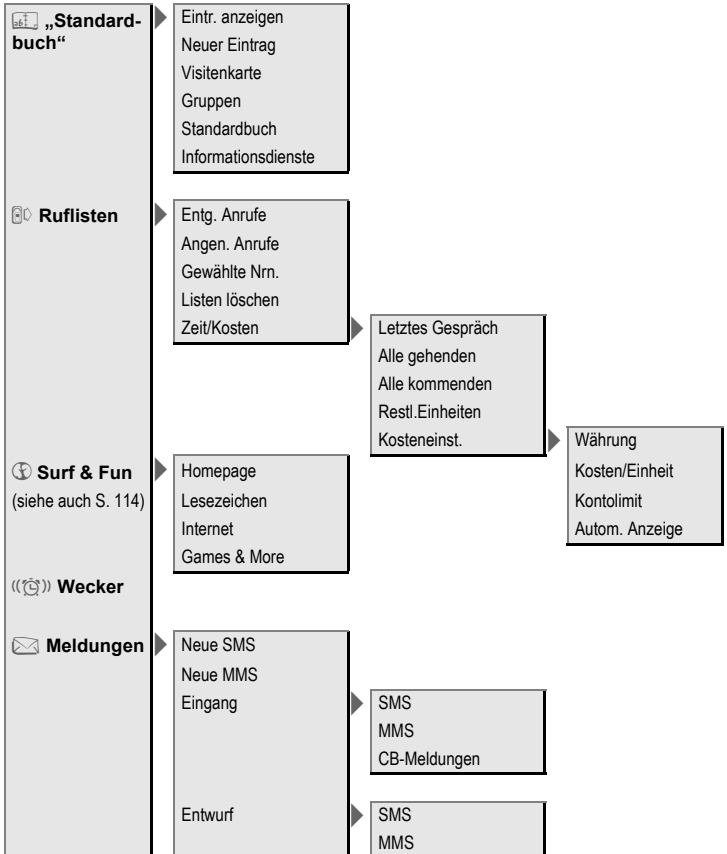 „Standard-
buch“
Eintr. anzeigen
Neuer Eintrag
Visitenkarte
Gruppen
Standardbuch
Informationsdienste
Ruflisten
Entg. Anrufe
Angen. Anrufe
Gewählte Nrn.
Listen löschen
Zeit/Kosten
Letztes Gespräch
Alle gehenden
Alle kommenden
Restl.Einheiten
Kosteneinst.
Währung
Kosten/Einheit
Kontolimit
Autom. Anzeige
Surf & Fun
(siehe auch S. 114)
Homepage
Lesezeichen
Internet
Games & More
Wecker
Meldungen
Neue SMS
Neue MMS
Eingang
SMS
MMS
CB-Meldungen
Entwurf
SMS
MMS